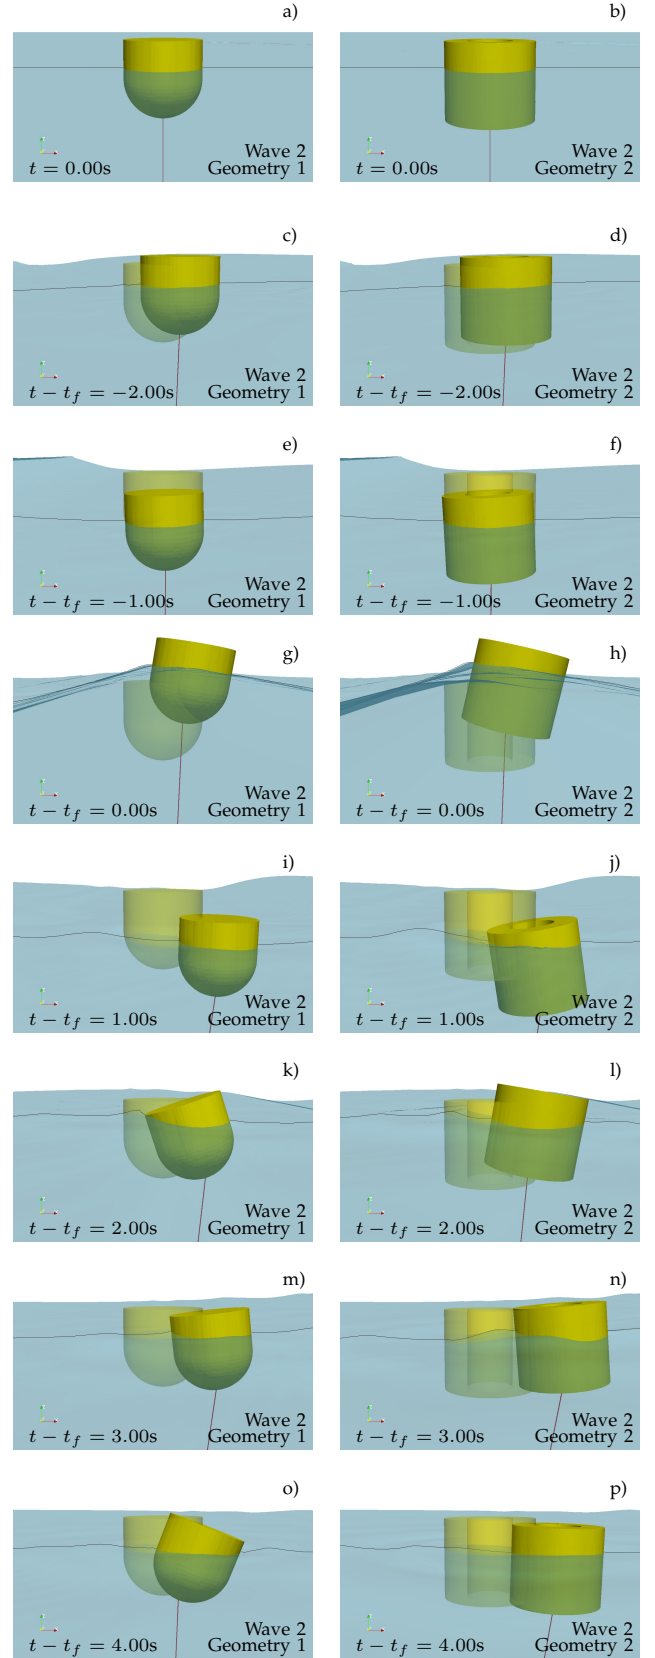 a)
Wave 2
t = 0.00s Geometry 1
b)
Wave 2
t = 0.00s Geometry 2
c)
Wave 2
t − t_f = −2.00s Geometry 1
d)
Wave 2
t − t_f = −2.00s Geometry 2
e)
Wave 2
t − t_f = −1.00s Geometry 1
f)
Wave 2
t − t_f = −1.00s Geometry 2
g)
Wave 2
t − t_f = 0.00s Geometry 1
h)
Wave 2
t − t_f = 0.00s Geometry 2
i)
Wave 2
t − t_f = 1.00s Geometry 1
j)
Wave 2
t − t_f = 1.00s Geometry 2
k)
Wave 2
t − t_f = 2.00s Geometry 1
l)
Wave 2
t − t_f = 2.00s Geometry 2
m)
Wave 2
t − t_f = 3.00s Geometry 1
n)
Wave 2
t − t_f = 3.00s Geometry 2
o)
Wave 2
t − t_f = 4.00s Geometry 1
p)
Wave 2
t − t_f = 4.00s Geometry 2